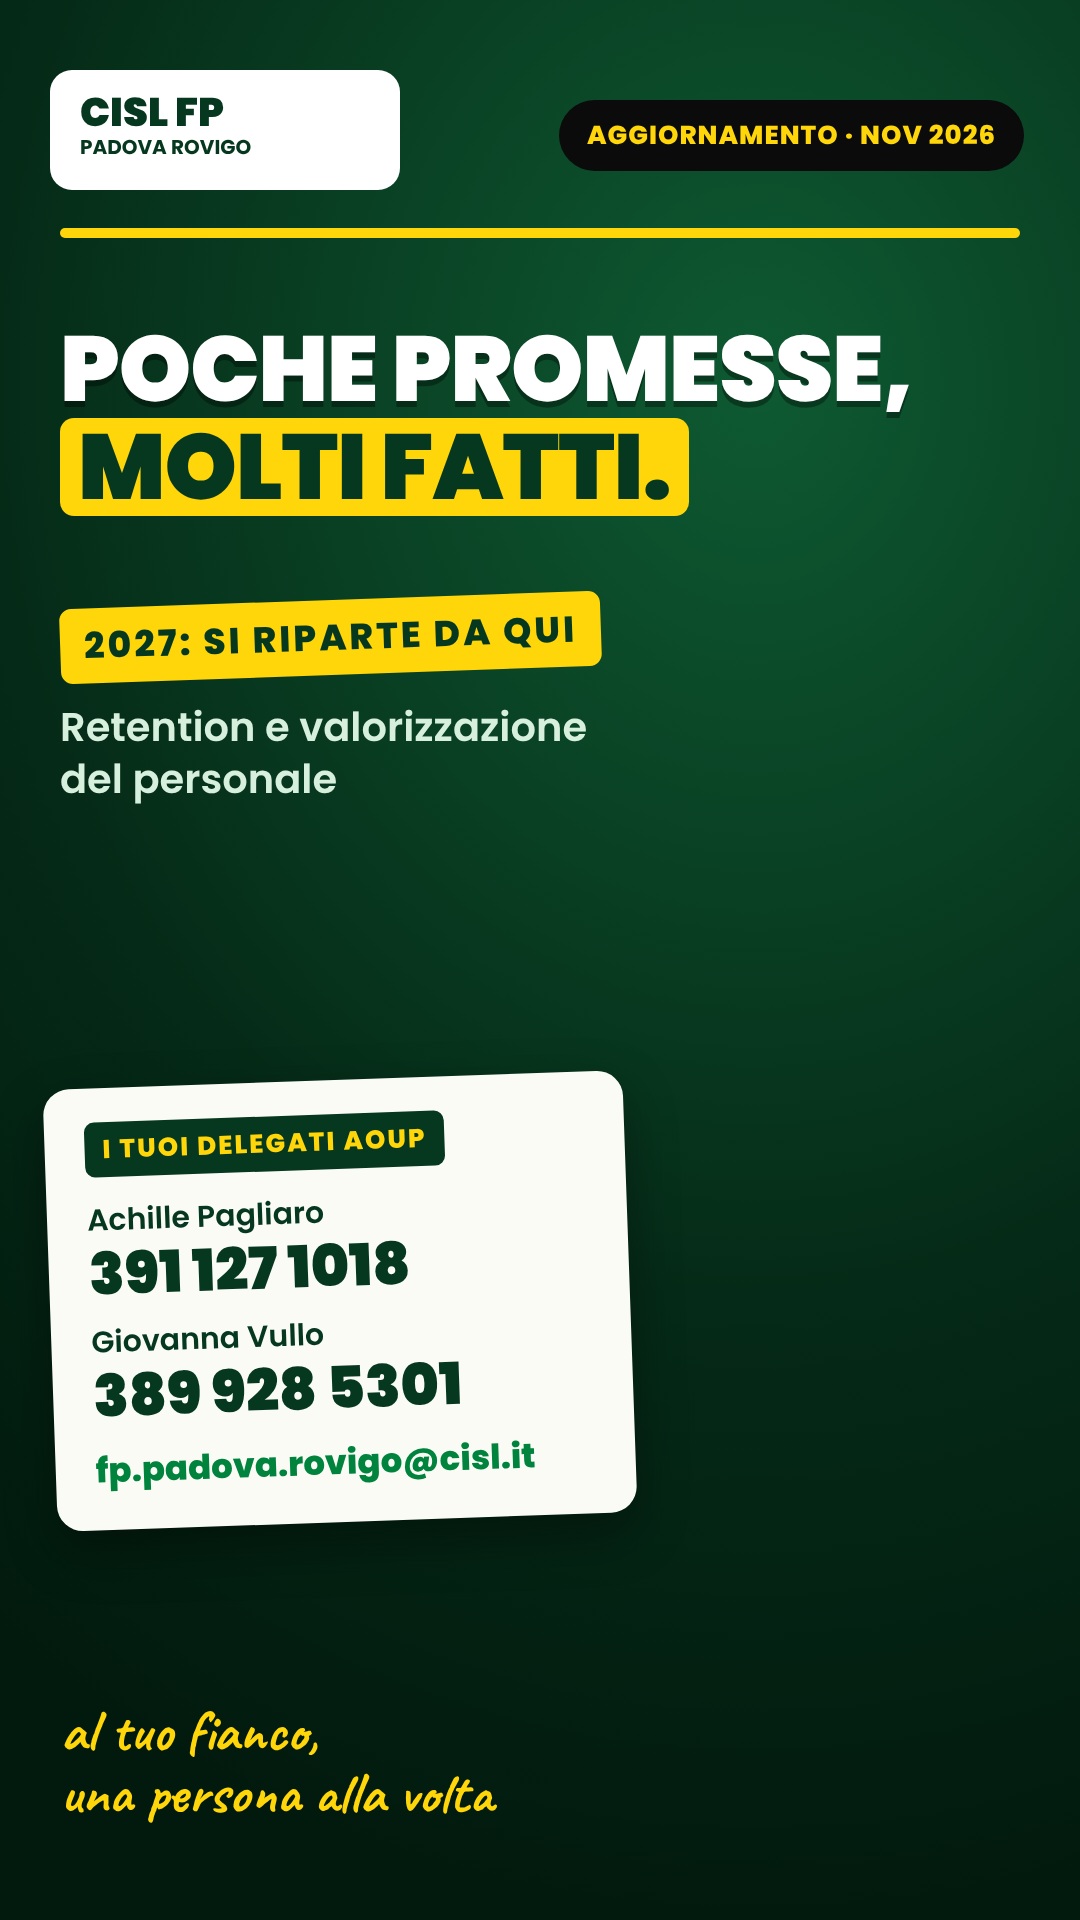 CISL FP
PADOVA ROVIGO
AGGIORNAMENTO · NOV 2026
POCHE PROMESSE,
MOLTI FATTI.
2027: SI RIPARTE DA QUI
Retention e valorizzazione
del personale
I TUOI DELEGATI AOUP
Achille Pagliaro
391 127 1018
Giovanna Vullo
389 928 5301
fp.padova.rovigo@cisl.it
al tuo fianco,
una persona alla volta